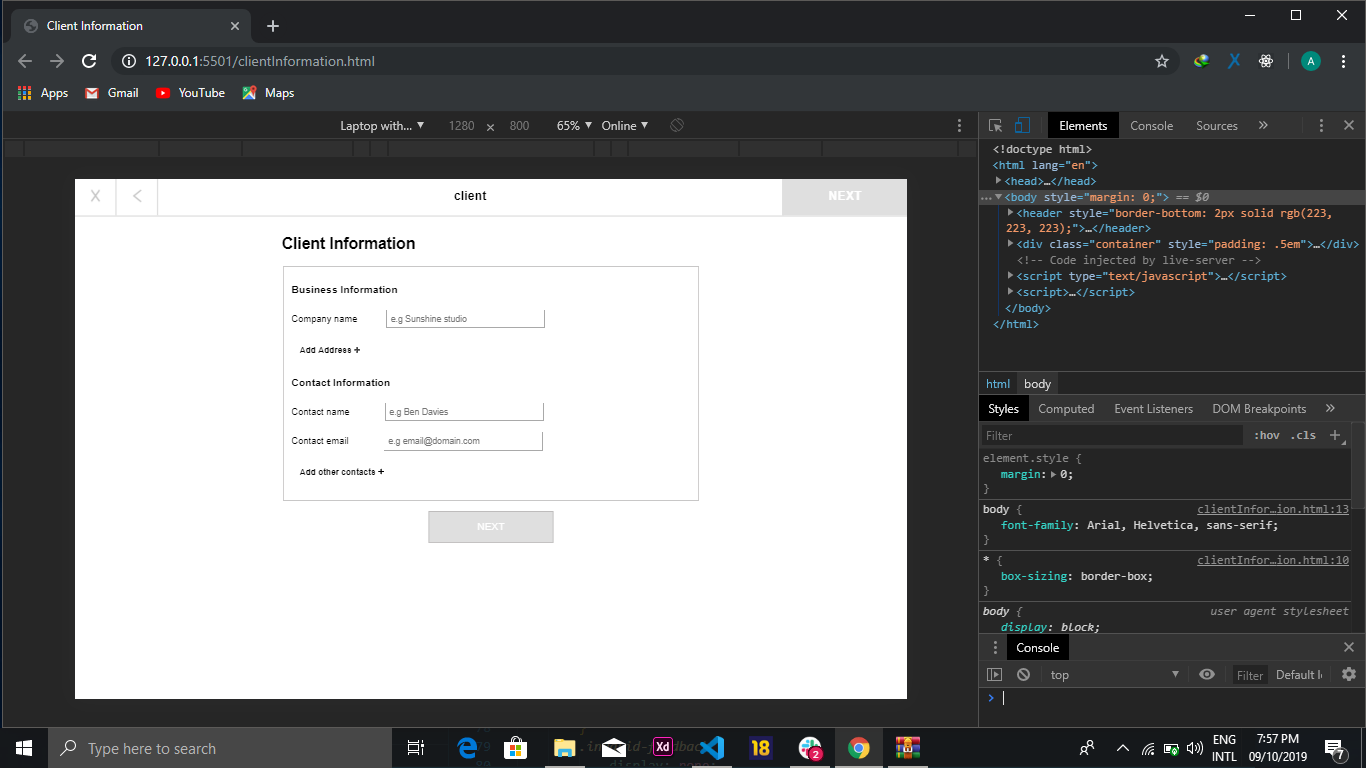 Client Information
127.0.0.1:5501/clientInformation.html
A
Apps Gmail YouTube Maps
Laptop with... 1280 x 800 65% Online
X < client NEXT
Client Information
Business Information
Company name e.g Sunshine studio
Add Address +
Contact Information
Contact name e.g Ben Davies
Contact email e.g email@domain.com
Add other contacts +
NEXT
Elements Console Sources »
<!doctype html>
<html lang="en">
<head>…</head>
<body style="margin: 0;"> == $0
<header style="border-bottom: 2px solid rgb(223,
223, 223);">…</header>
<div class="container" style="padding: .5em">…</div>
<!-- Code injected by live-server -->
<script type="text/javascript">…</script>
<script>…</script>
</body>
</html>
html body
Styles Computed Event Listeners DOM Breakpoints »
Filter :hov .cls +
element.style {
margin: 0;
}
body { clientInfor…ion.html:13
font-family: Arial, Helvetica, sans-serif;
}
* { clientInfor…ion.html:10
box-sizing: border-box;
}
body { user agent stylesheet
display: block;
Console
top Filter Default l
>
Type here to search
Xd 18 2
ENG
INTL
7:57 PM
09/10/2019
7